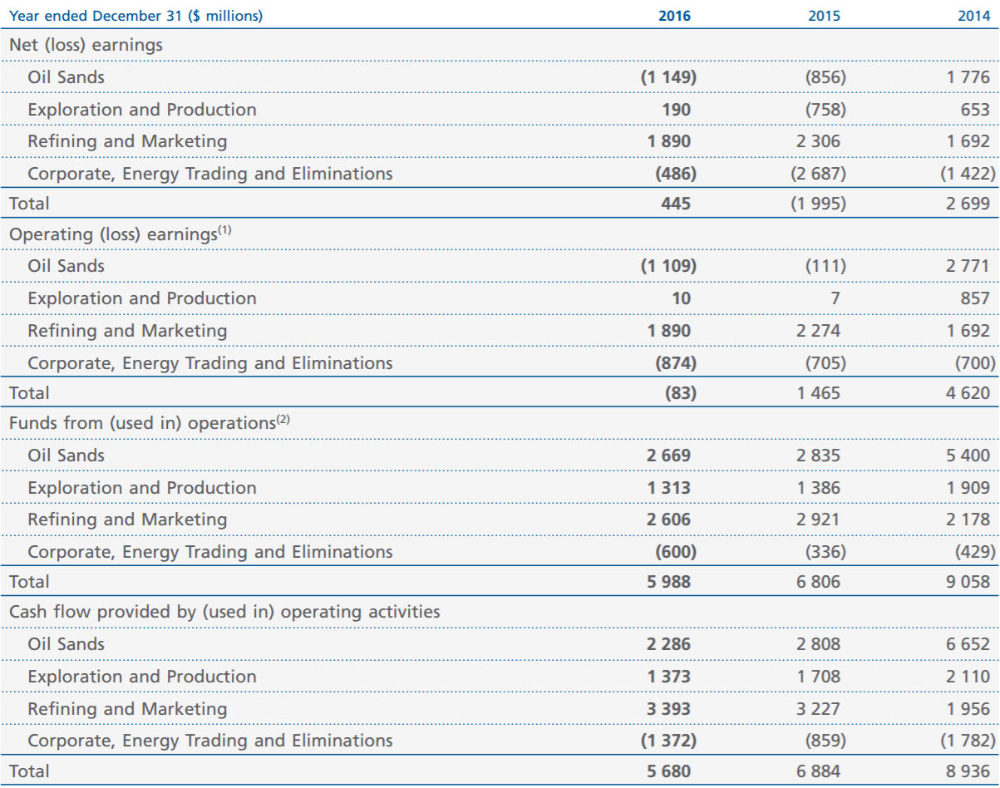 Year ended December 31 ($ millions) 2016 2015 2014
Net (loss) earnings
Oil Sands (1 149) (856) 1 776
Exploration and Production 190 (758) 653
Refining and Marketing 1 890 2 306 1 692
Corporate, Energy Trading and Eliminations (486) (2 687) (1 422)
Total 445 (1 995) 2 699
Operating (loss) earnings(1)
Oil Sands (1 109) (111) 2 771
Exploration and Production 10 7 857
Refining and Marketing 1 890 2 274 1 692
Corporate, Energy Trading and Eliminations (874) (705) (700)
Total (83) 1 465 4 620
Funds from (used in) operations(2)
Oil Sands 2 669 2 835 5 400
Exploration and Production 1 313 1 386 1 909
Refining and Marketing 2 606 2 921 2 178
Corporate, Energy Trading and Eliminations (600) (336) (429)
Total 5 988 6 806 9 058
Cash flow provided by (used in) operating activities
Oil Sands 2 286 2 808 6 652
Exploration and Production 1 373 1 708 2 110
Refining and Marketing 3 393 3 227 1 956
Corporate, Energy Trading and Eliminations (1 372) (859) (1 782)
Total 5 680 6 884 8 936